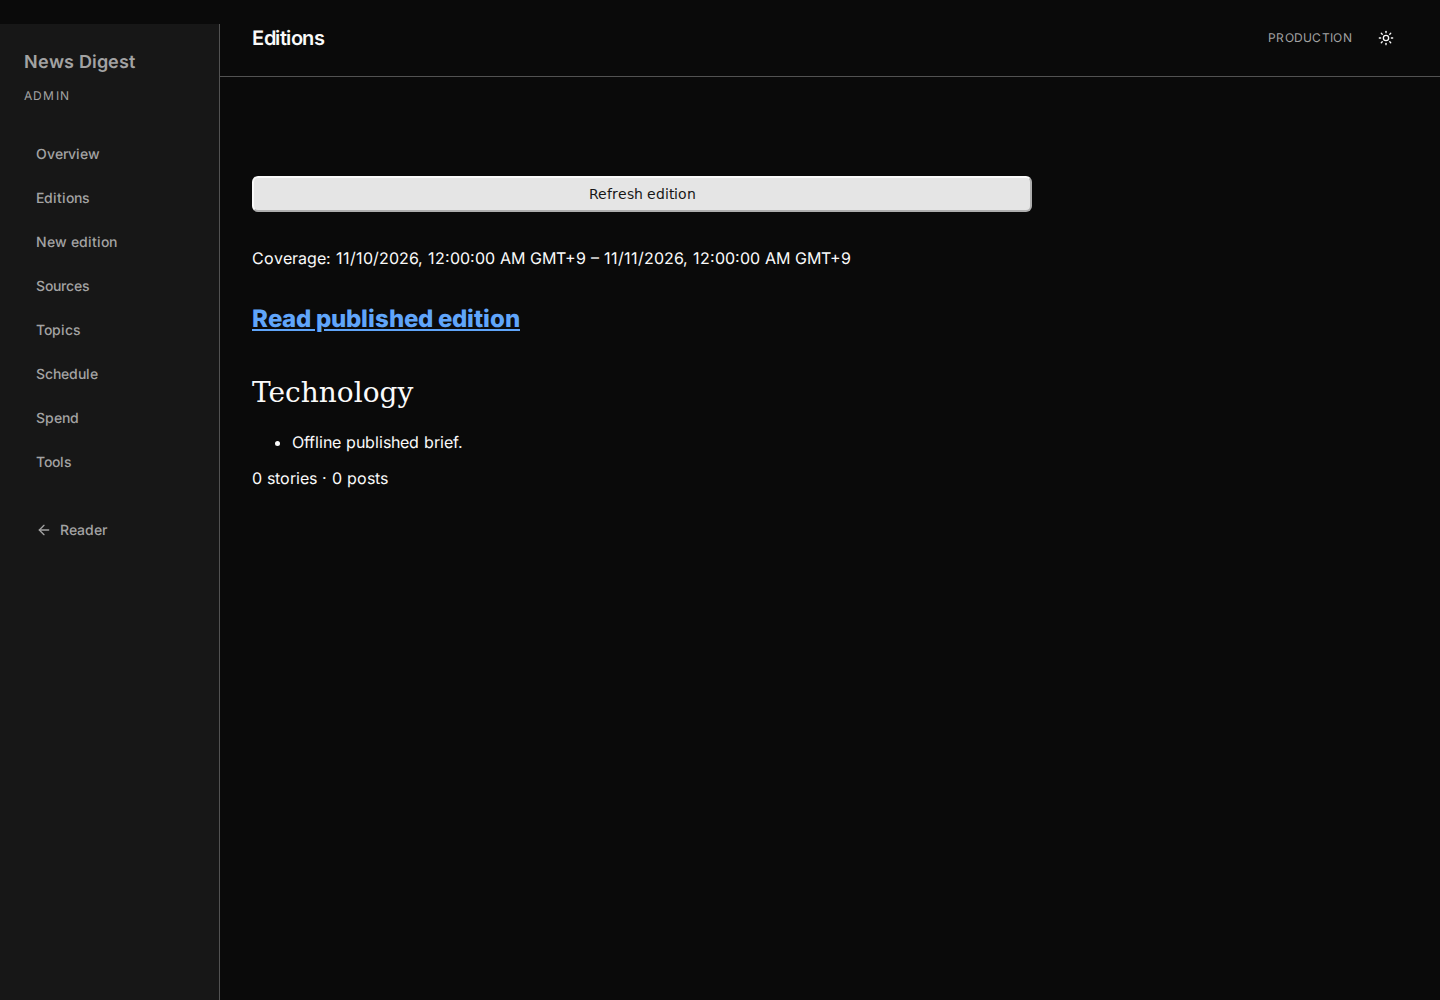 News Digest
ADMIN
Overview
Editions
New edition
Sources
Topics
Schedule
Spend
Tools
Reader
Editions
PRODUCTION
Refresh edition
Coverage: 11/10/2026, 12:00:00 AM GMT+9 – 11/11/2026, 12:00:00 AM GMT+9
Read published edition
Technology
• Offline published brief.
0 stories · 0 posts